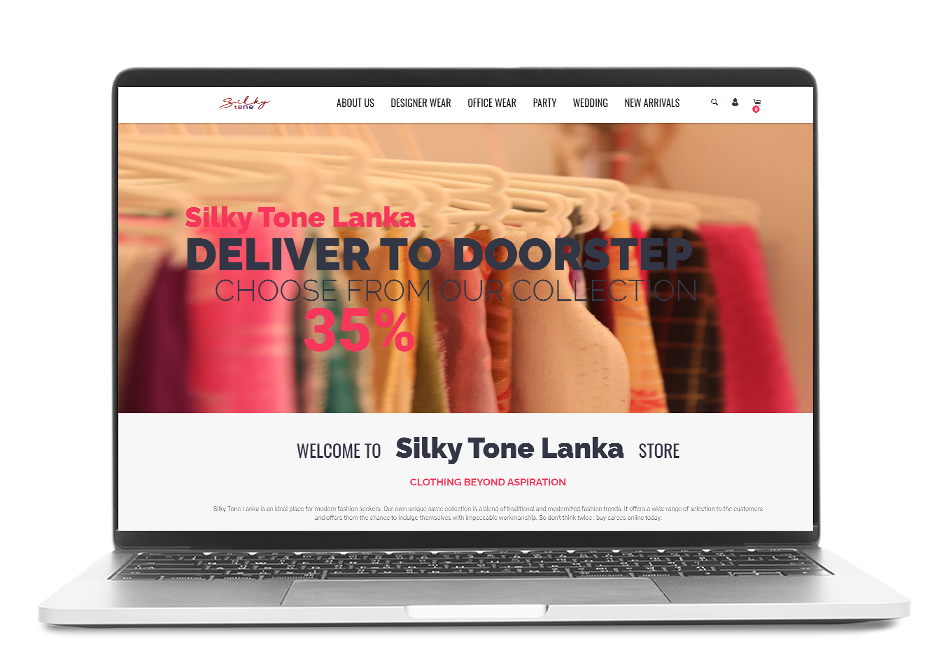 Silky
tone
ABOUT US DESIGNER WEAR OFFICE WEAR PARTY WEDDING NEW ARRIVALS
Silky Tone Lanka
DELIVER TO DOORSTEP
CHOOSE FROM OUR COLLECTION
35%
WELCOME TO Silky Tone Lanka STORE
CLOTHING BEYOND ASPIRATION
Silky Tone Lanka is an ideal place for modern fashion seekers. Our own unique saree collection is a blend of traditional and modernized fashion trends. It offers a wide range of selection to the customers
and offers them the chance to indulge themselves with impeccable workmanship. So don't think twice; buy sarees online today.